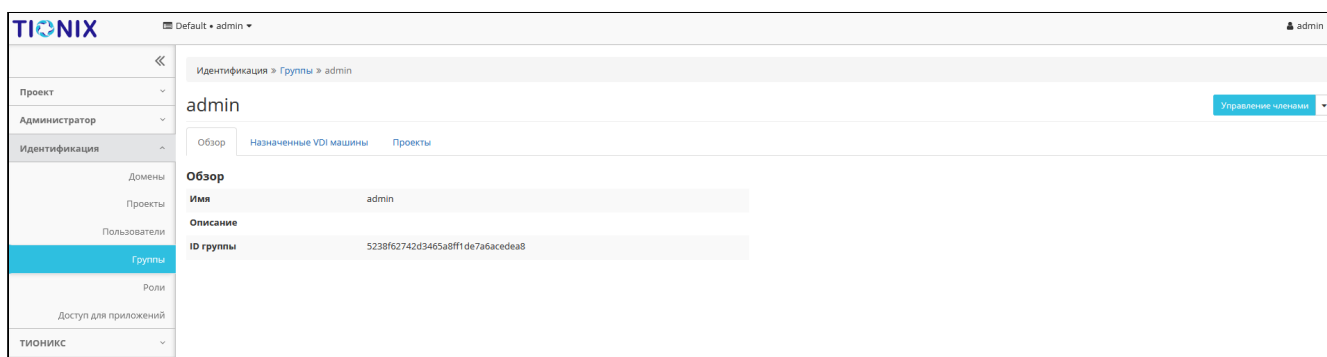 TIONIX
Default • admin
admin
Идентификация » Группы » admin
Проект
Администратор
Идентификация
Домены
Проекты
Пользователи
Группы
Роли
Доступ для приложений
ТИОНИКС
admin
Управление членами
Обзор Назначенные VDI машины Проекты
Обзор
Имя admin
Описание
ID группы 5238f62742d3465a8ff1de7a6acedea8